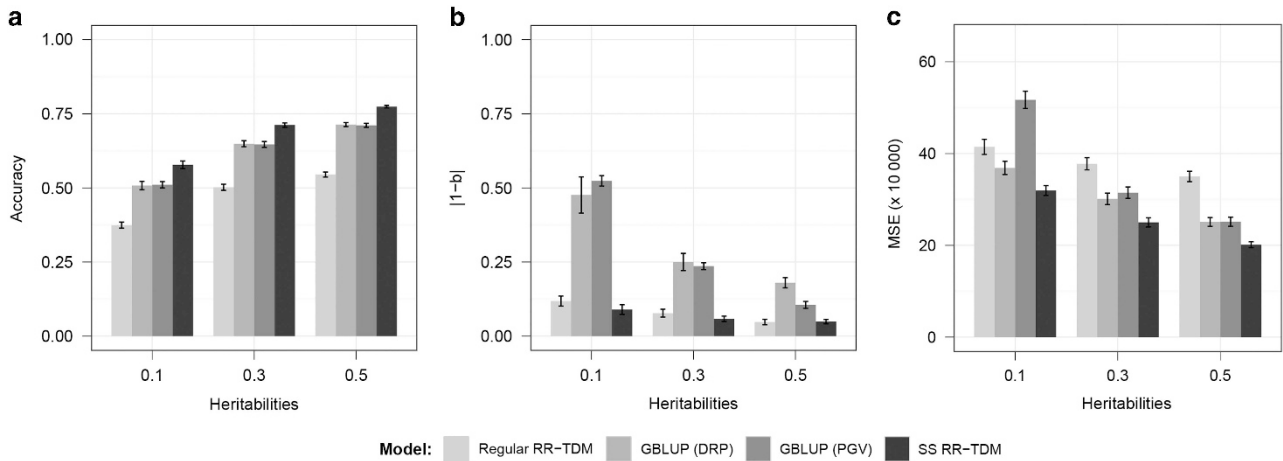 a
1.00
0.75
0.50
0.25
0.00
Accuracy
0.1
0.3
0.5
Heritabilities
b
1.00
0.75
0.50
0.25
0.00
|1−b|
0.1
0.3
0.5
Heritabilities
c
60
40
20
0
MSE (x 10 000)
0.1
0.3
0.5
Heritabilities
Model: Regular RR−TDM GBLUP (DRP) GBLUP (PGV) SS RR−TDM